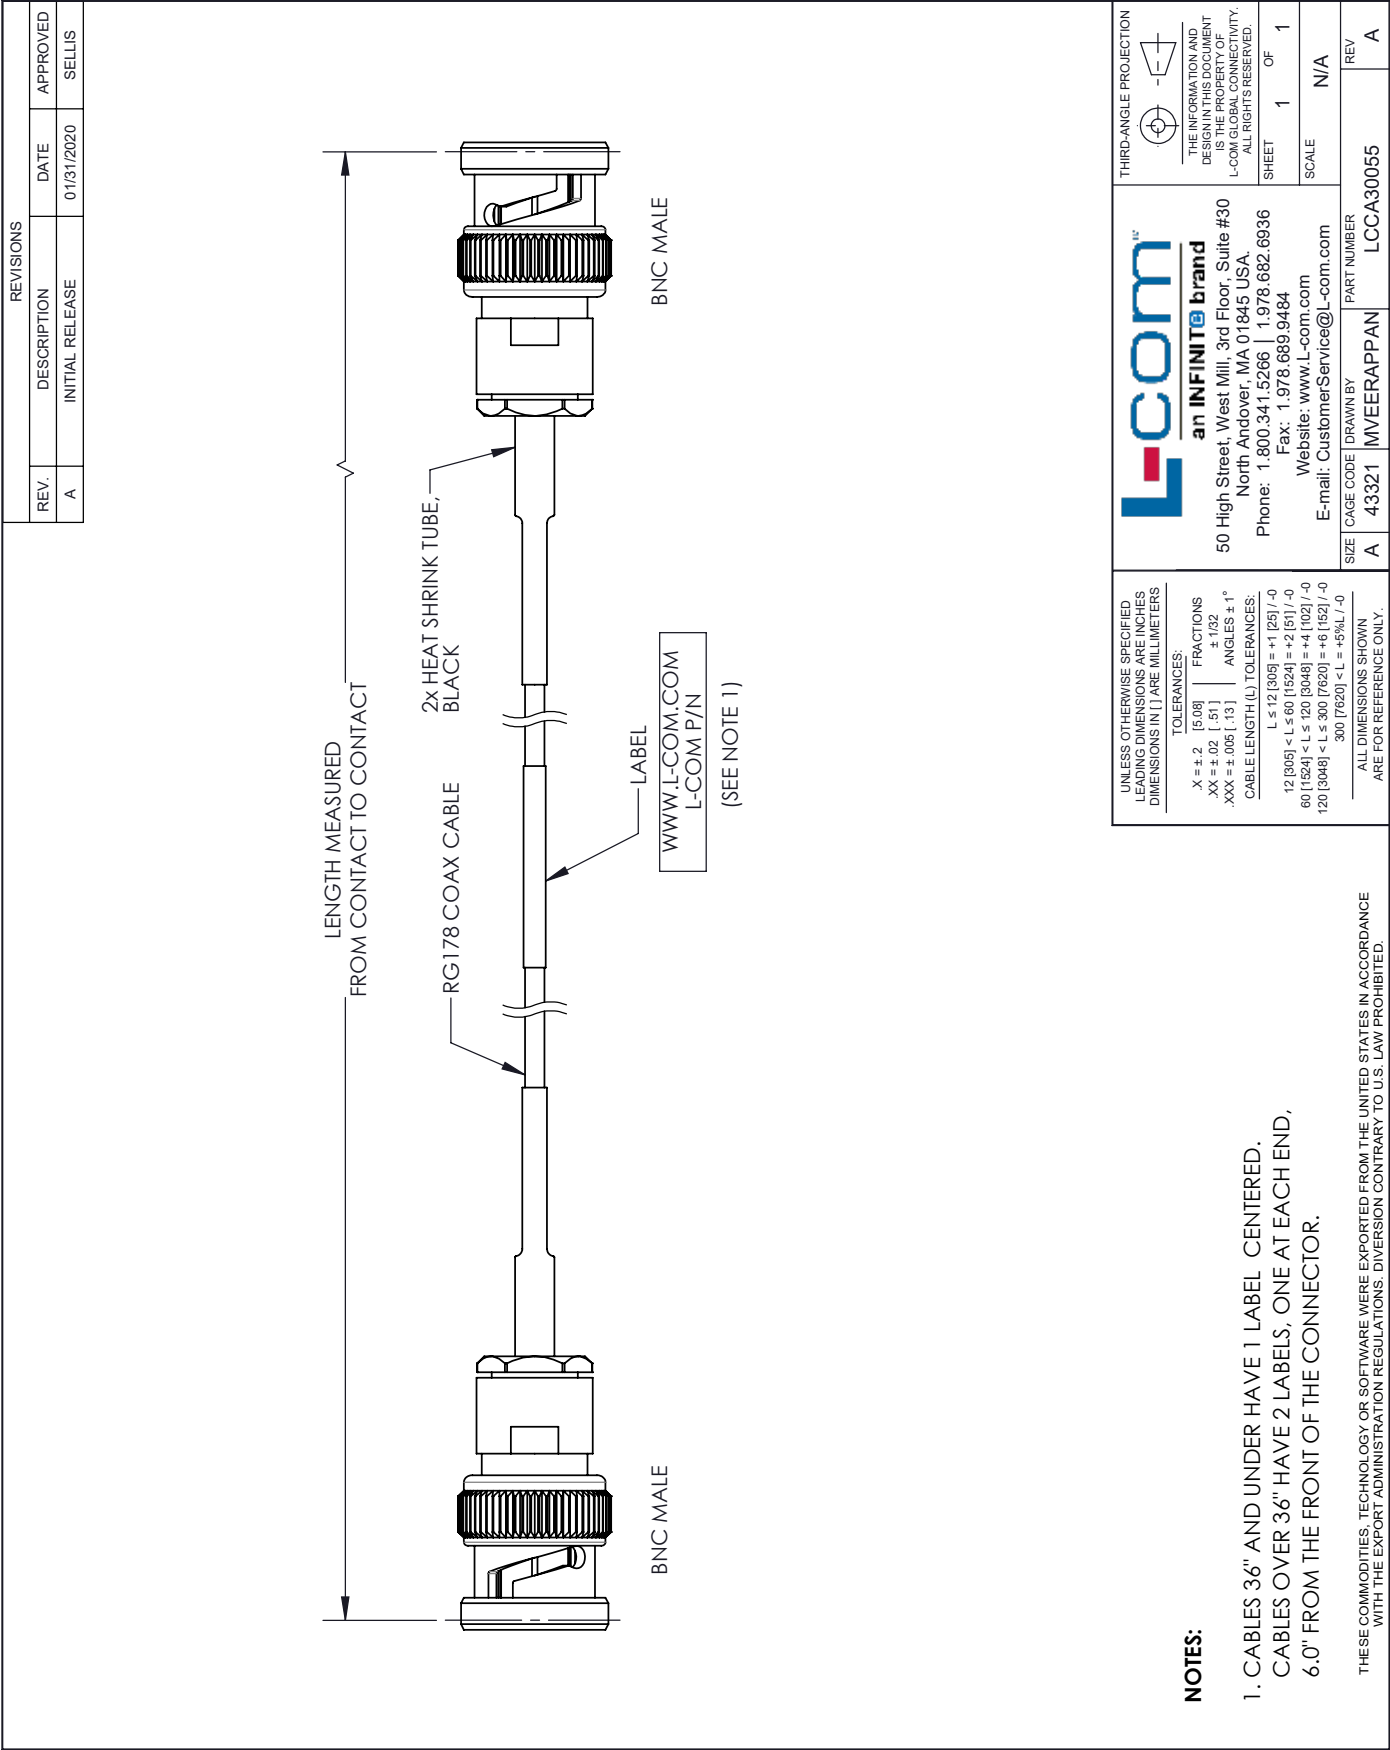 REVISIONS
REV. DESCRIPTION DATE APPROVED
A INITIAL RELEASE 01/31/2020 SELLIS
LENGTH MEASURED
FROM CONTACT TO CONTACT
RG178 COAX CABLE
2x HEAT SHRINK TUBE,
BLACK
BNC MALE
BNC MALE
LABEL
WWW.L-COM.COM
L-COM P/N
(SEE NOTE 1)
NOTES:
1. CABLES 36" AND UNDER HAVE 1 LABEL CENTERED.
CABLES OVER 36" HAVE 2 LABELS, ONE AT EACH END,
6.0" FROM THE FRONT OF THE CONNECTOR.
THESE COMMODITIES, TECHNOLOGY OR SOFTWARE WERE EXPORTED FROM THE UNITED STATES IN ACCORDANCE
WITH THE EXPORT ADMINISTRATION REGULATIONS. DIVERSION CONTRARY TO U.S. LAW PROHIBITED.
UNLESS OTHERWISE SPECIFIED
LEADING DIMENSIONS ARE INCHES
DIMENSIONS IN [ ] ARE MILLIMETERS
TOLERANCES:
.X = ± .2 [5.08] FRACTIONS
.XX = ± .02 [ .51 ] ± 1/32
.XXX = ± .005 [ .13 ] ANGLES ± 1°
CABLE LENGTH (L) TOLERANCES:
L ≤ 12 [305] = +1 [25] / -0
12 [305] < L ≤ 60 [1524] = +2 [51] / -0
60 [1524] < L ≤ 120 [3048] = +4 [102] / -0
120 [3048] < L ≤ 300 [7620] = +6 [152] / -0
300 [7620] < L = +5%L / -0
ALL DIMENSIONS SHOWN
ARE FOR REFERENCE ONLY.
L-com
an INFINIT@ brand
50 High Street, West Mill, 3rd Floor, Suite #30
North Andover, MA 01845 USA.
Phone: 1.800.341.5266 | 1.978.682.6936
Fax: 1.978.689.9484
Website: www.L-com.com
E-mail: CustomerService@L-com.com
THIRD-ANGLE PROJECTION
THE INFORMATION AND
DESIGN IN THIS DOCUMENT
IS THE PROPERTY OF
L-COM GLOBAL CONNECTIVITY.
ALL RIGHTS RESERVED.
SHEET 1 OF 1
SCALE N/A
SIZE CAGE CODE DRAWN BY PART NUMBER REV
A 43321 MVEERAPPAN LCCA30055 A